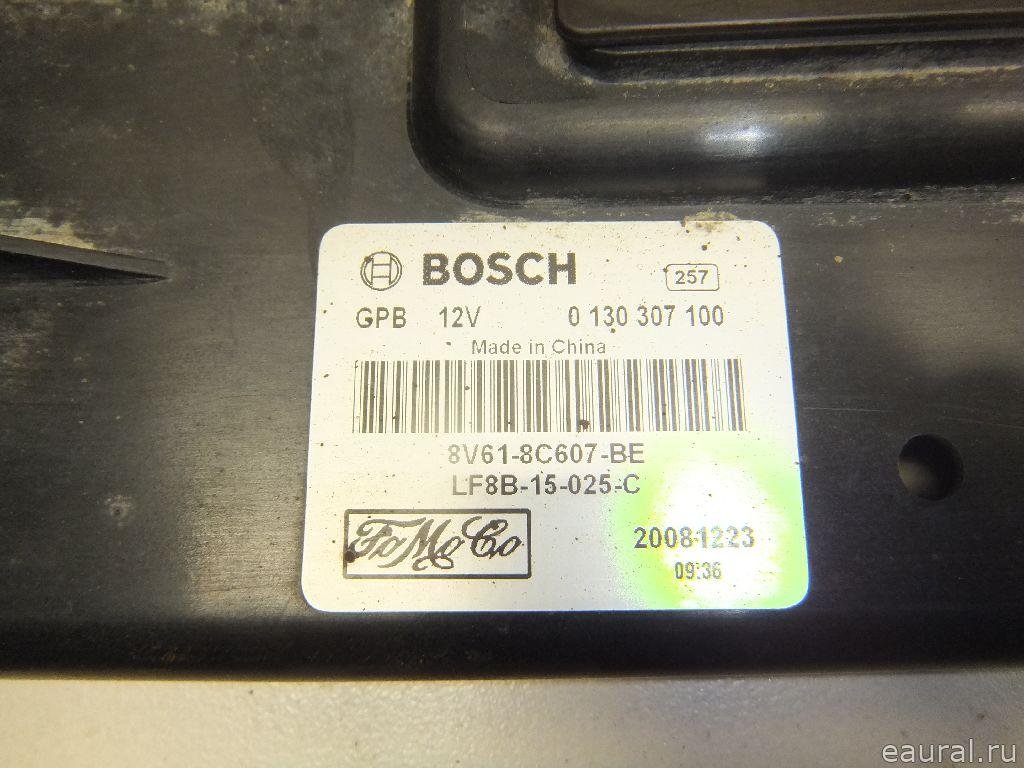 BOSCH 257
GPB 12V 0 130 307 100
Made in China
8V61-8C607-BE
LF8B-15-025-C
FoMoCo 20081223
09:36
eaural.ru